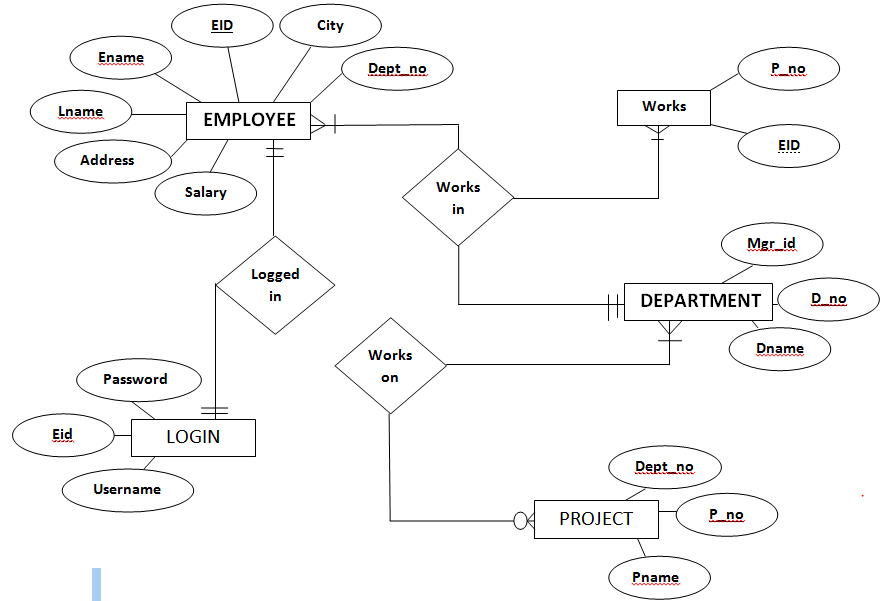 EID
City
Ename
Dept_no
P_no
Lname
EMPLOYEE
Works
Address
EID
Salary
Works
in
Mgr_id
Logged
in
DEPARTMENT
D_no
Dname
Works
on
Password
Eid
LOGIN
Username
Dept_no
PROJECT
P_no
Pname